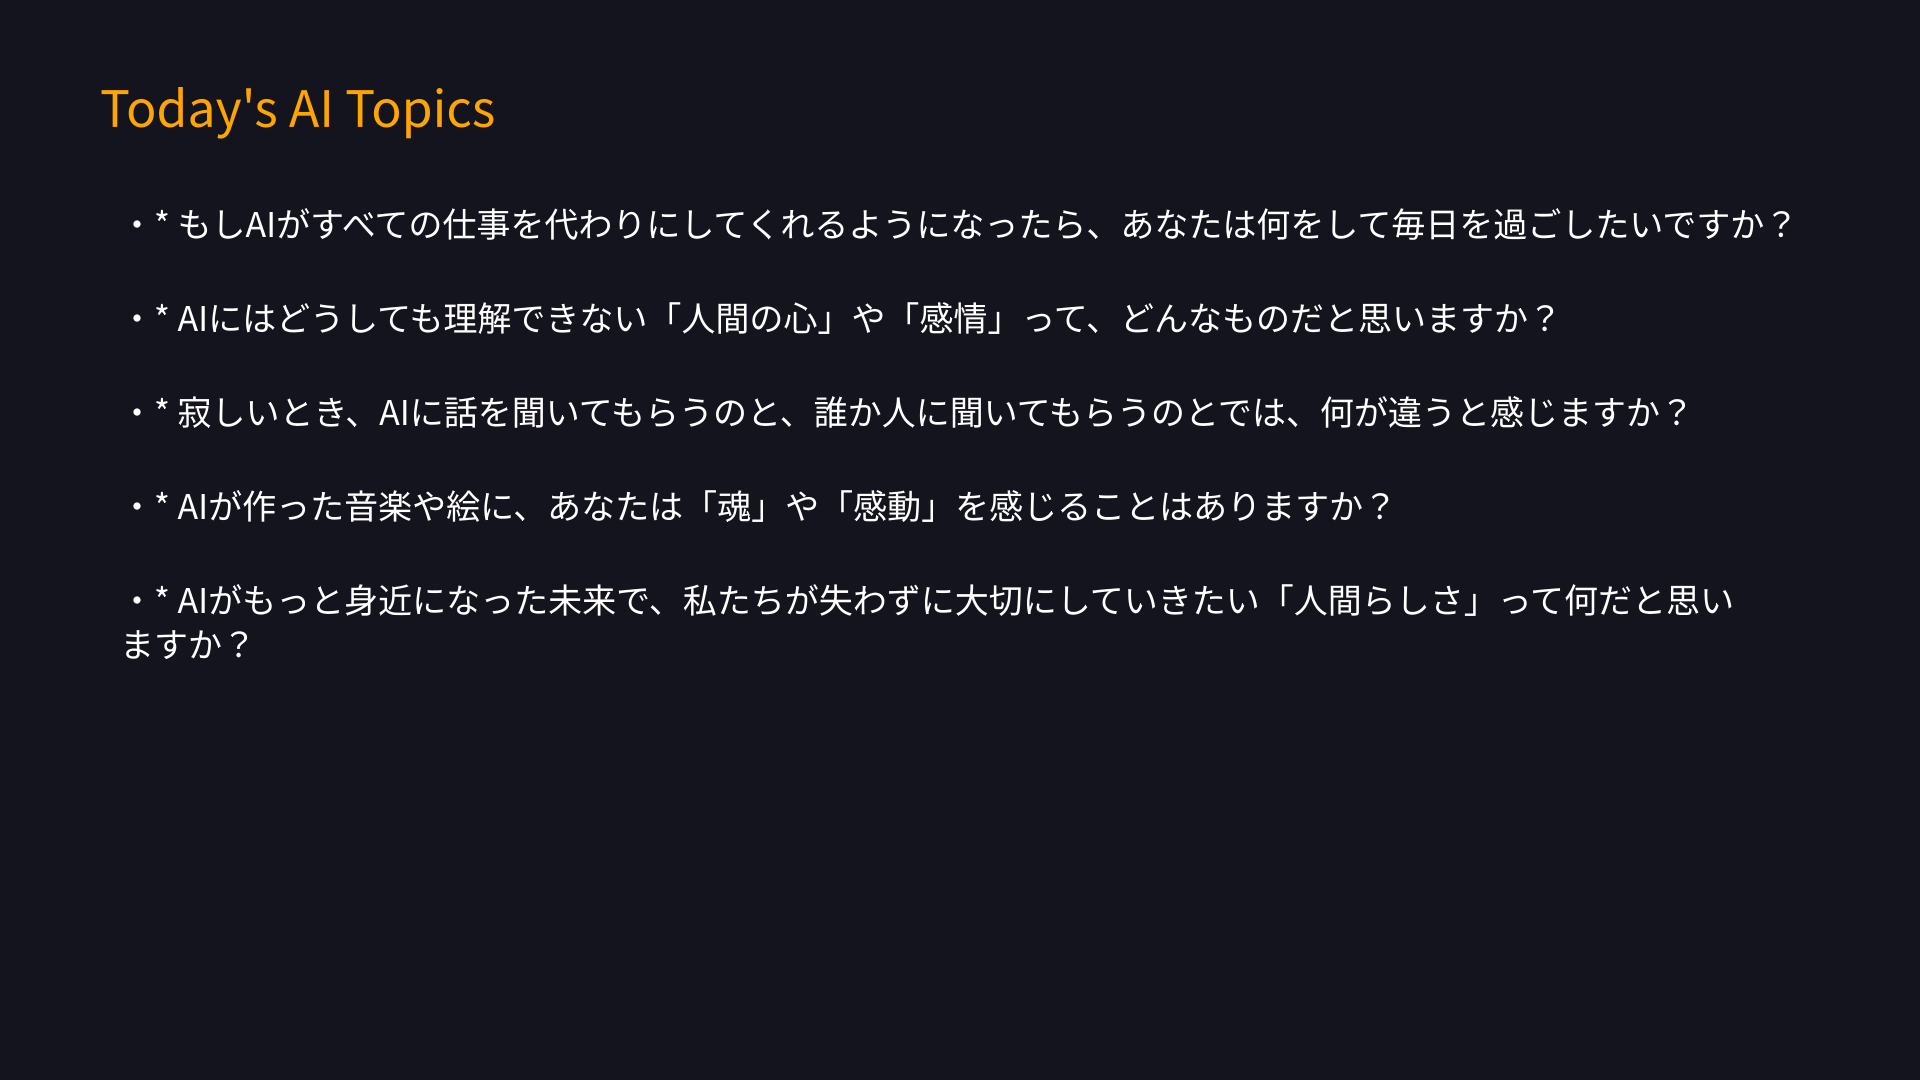 Today's AI Topics
・* もしAIがすべての仕事を代わりにしてくれるようになったら、あなたは何をして毎日を過ごしたいですか？
・* AIにはどうしても理解できない「人間の心」や「感情」って、どんなものだと思いますか？
・* 寂しいとき、AIに話を聞いてもらうのと、誰か人に聞いてもらうのとでは、何が違うと感じますか？
・* AIが作った音楽や絵に、あなたは「魂」や「感動」を感じることはありますか？
・* AIがもっと身近になった未来で、私たちが失わずに大切にしていきたい「人間らしさ」って何だと思い
ますか？